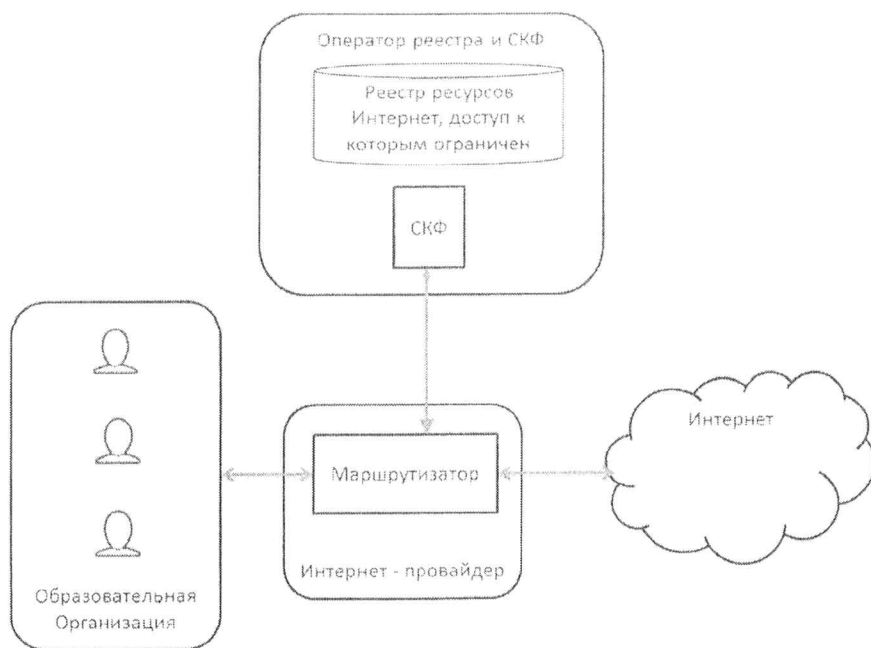 Оператор реестра и СКФ
Реестр ресурсов
Интернет, доступ к
которым ограничен
СКФ
Интернет
Маршрутизатор
Интернет - провайдер
Образовательная
Организация